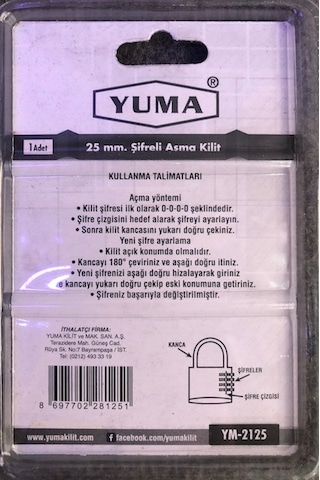 YUMA®
1 Adet
25 mm. Şifreli Asma Kilit
KULLANMA TALİMATLARI
Açma yöntemi
• Kilit şifresi ilk olarak 0-0-0-0 şeklindedir.
• Şifre çizgisini hedef alarak şifreyi ayarlayın.
• Sonra kilit kancasını yukarı doğru çekiniz.
Yeni şifre ayarlama
• Kilit açık konumda olmalıdır.
• Kancayı 180° çeviriniz ve aşağı doğru itiniz.
• Yeni şifrenizi aşağı doğru hizalayarak giriniz
ve kancayı yukarı doğru çekip eski konumuna getiriniz.
• Şifreniz başarıyla değiştirilmiştir.
İTHALATÇI FİRMA:
YUMA KİLİT ve MAK. SAN. A.Ş.
Terazidere Mah. Güneş Cad.
Rüya Sk. No:7 Bayrampaşa / İST.
Tel: (0212) 493 33 19
8 697702 281251
KANCA
ŞİFRELER
ŞİFRE ÇİZGİSİ
www.yumakilit.com
f facebook.com/yumakilit
YM-2125